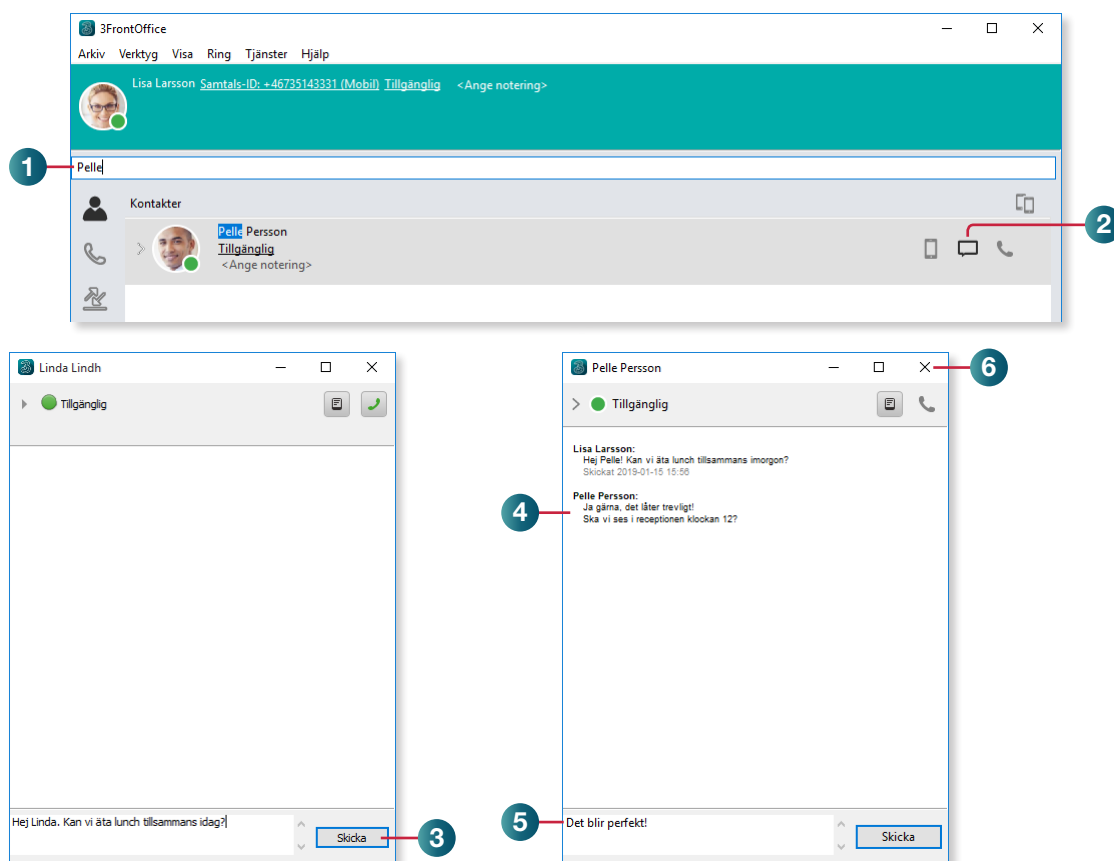 3FrontOffice
Arkiv Verktyg Visa Ring Tjänster Hjälp
Lisa Larsson Samtals-ID: +46735143331 (Mobil) Tillgänglig <Ange notering>
1
Pelle
Kontakter
2
Pelle Persson
Tillgänglig
<Ange notering>
Linda Lindh
Tillgänglig
Hej Linda. Kan vi äta lunch tillsammans idag?
Skicka
3
Pelle Persson
6
Tillgänglig
Lisa Larsson:
Hej Pelle! Kan vi äta lunch tillsammans imorgon?
Skickat 2019-01-15 15:56
Pelle Persson:
4
Ja gärna, det låter trevligt!
Ska vi ses i receptionen klockan 12?
5
Det blir perfekt!
Skicka